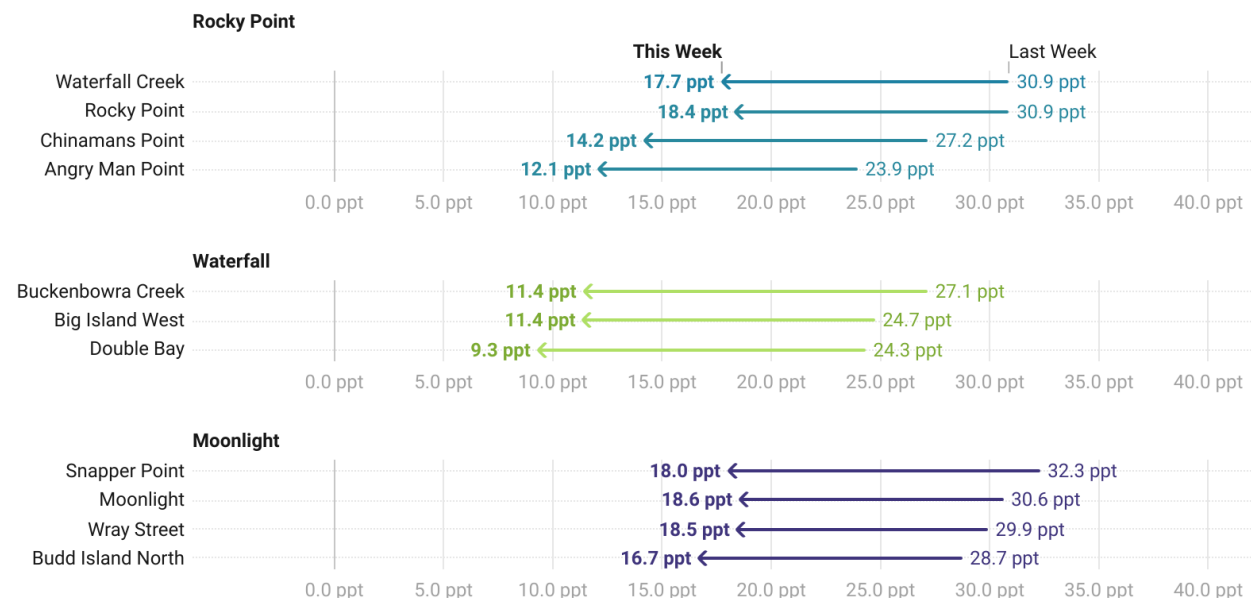 Rocky Point
This Week Last Week
Waterfall Creek 17.7 ppt 30.9 ppt
Rocky Point 18.4 ppt 30.9 ppt
Chinamans Point 14.2 ppt 27.2 ppt
Angry Man Point 12.1 ppt 23.9 ppt
0.0 ppt 5.0 ppt 10.0 ppt 15.0 ppt 20.0 ppt 25.0 ppt 30.0 ppt 35.0 ppt 40.0 ppt
Waterfall
Buckenbowra Creek 11.4 ppt 27.1 ppt
Big Island West 11.4 ppt 24.7 ppt
Double Bay 9.3 ppt 24.3 ppt
0.0 ppt 5.0 ppt 10.0 ppt 15.0 ppt 20.0 ppt 25.0 ppt 30.0 ppt 35.0 ppt 40.0 ppt
Moonlight
Snapper Point 18.0 ppt 32.3 ppt
Moonlight 18.6 ppt 30.6 ppt
Wray Street 18.5 ppt 29.9 ppt
Budd Island North 16.7 ppt 28.7 ppt
0.0 ppt 5.0 ppt 10.0 ppt 15.0 ppt 20.0 ppt 25.0 ppt 30.0 ppt 35.0 ppt 40.0 ppt